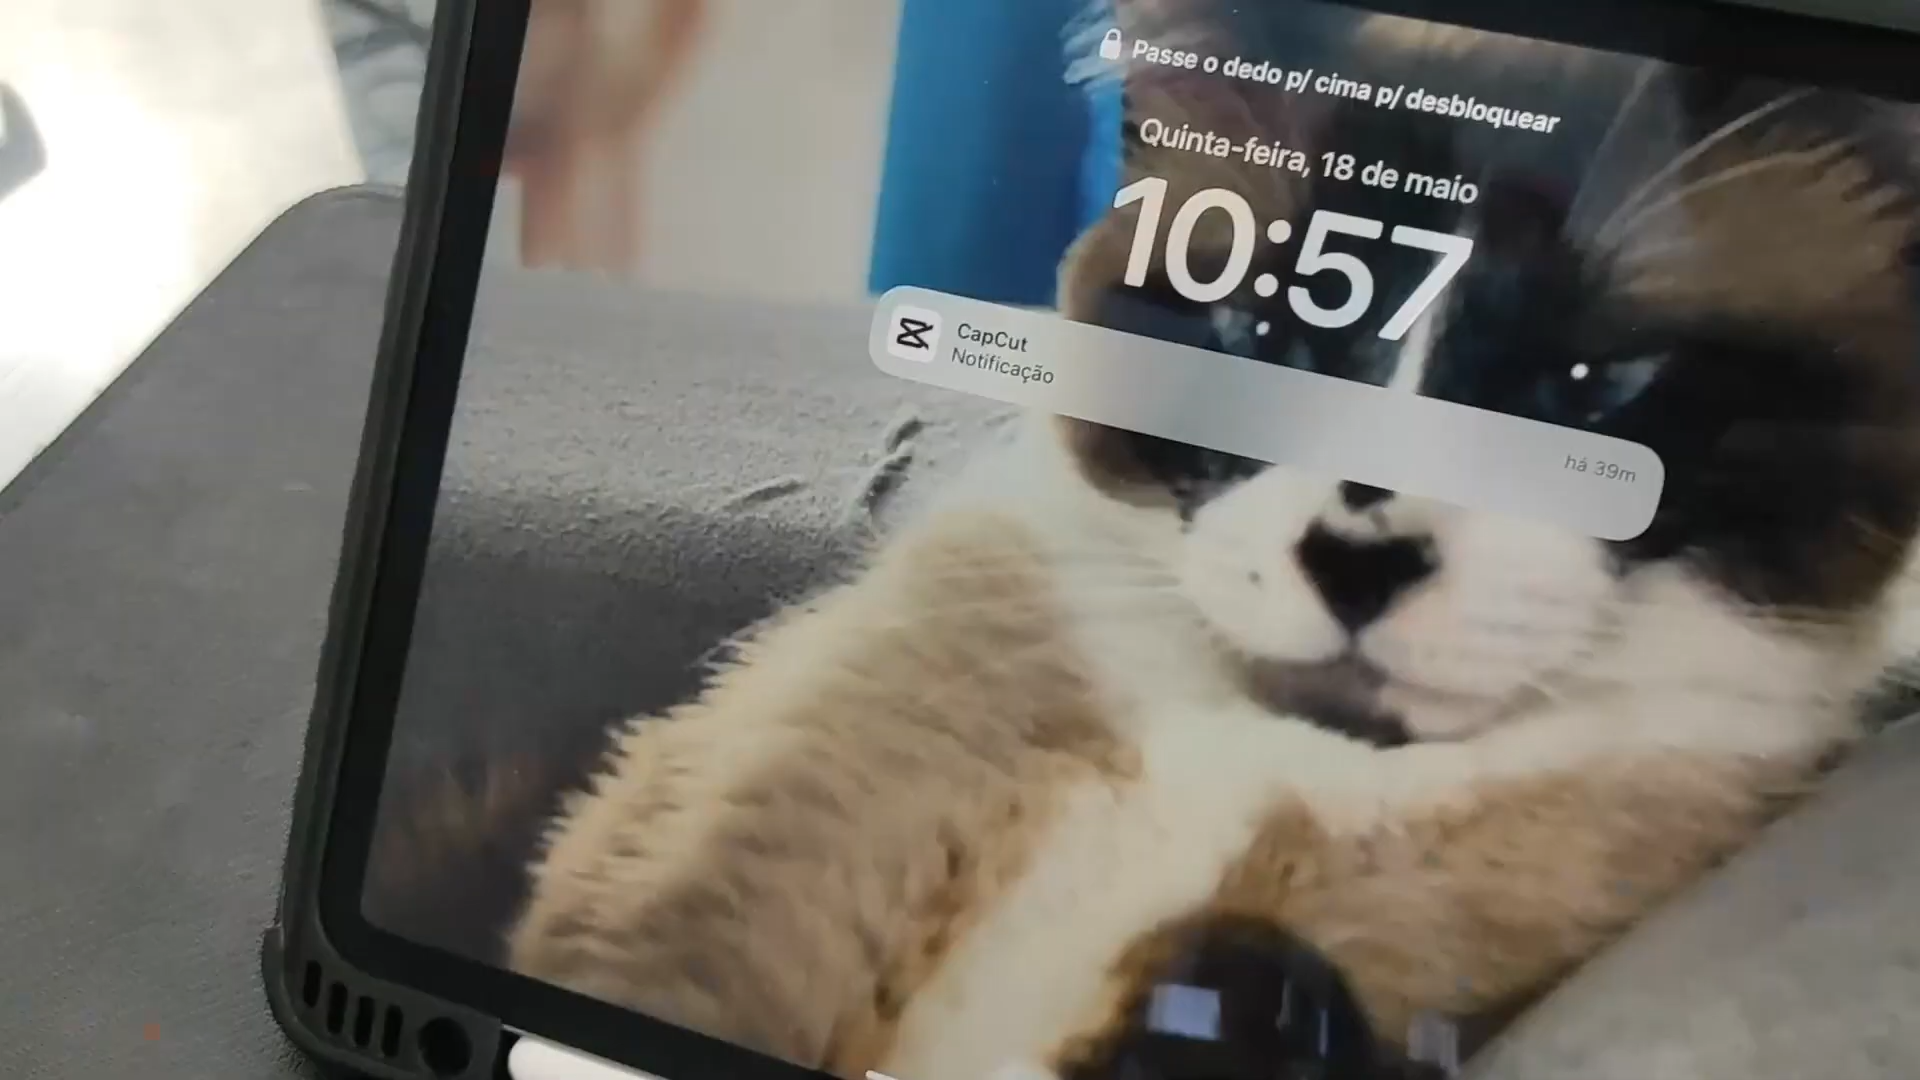 Passe o dedo p/ cima p/ desbloquear
Quinta-feira, 18 de maio
10:57
CapCut
Notificação
há 39m